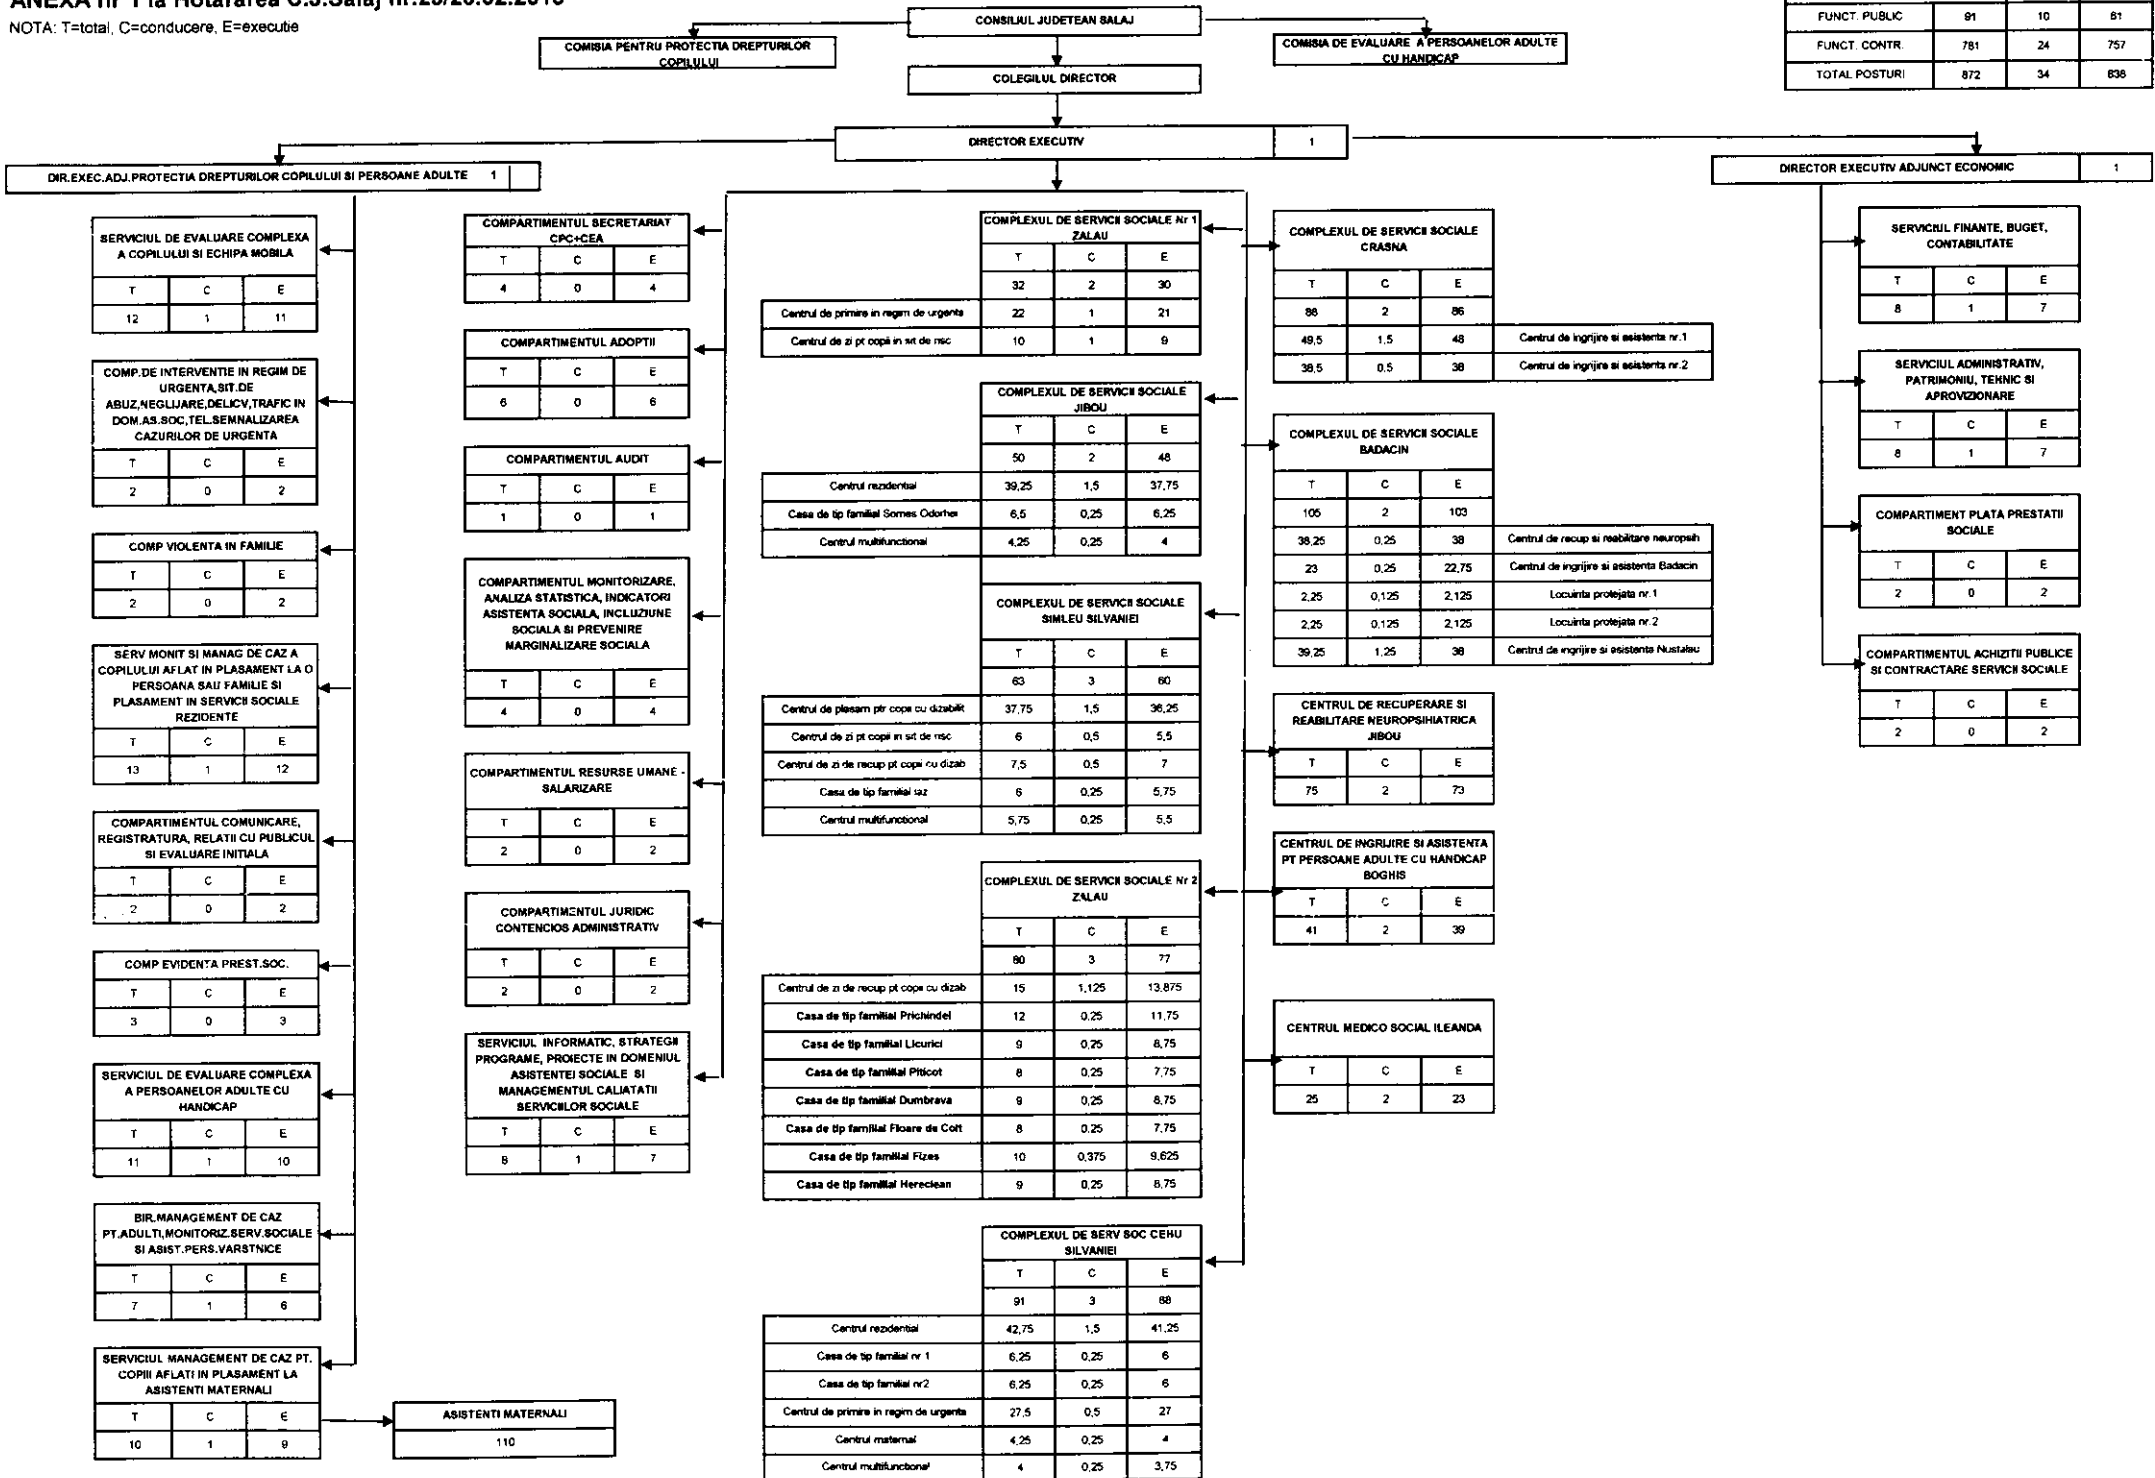 ANEXA nr 1 la Hotararea C.J.Salaj nr.
NOTA: T=total, C=conducere, E=executie
CONSILIUL JUDETEAN SALAJ
COMISIA PENTRU PROTECTIA DREPTURILOR
COPILULUI
COMISIA DE EVALUARE A PERSOANELOR ADULTE
CU HANDICAP
COLEGIUL DIRECTOR
FUNCT. PUBLIC 91 10 81
FUNCT. CONTR. 781 24 757
TOTAL POSTURI 872 34 838
DIRECTOR EXECUTIV 1
DIR.EXEC.ADJ.PROTECTIA DREPTURILOR COPILULUI SI PERSOANE ADULTE 1
DIRECTOR EXECUTIV ADJUNCT ECONOMIC 1
SERVICIUL DE EVALUARE COMPLEXA
A COPILULUI SI ECHIPA MOBILA
T C E
12 1 11
COMP.DE INTERVENTIE IN REGIM DE
URGENTA,SIT.DE
ABUZ,NEGLIJARE,DELICV,TRAFIC IN
DOM.AS.SOC,TEL.SEMNALIZAREA
CAZURILOR DE URGENTA
T C E
2 0 2
COMP VIOLENTA IN FAMILIE
T C E
2 0 2
SERV MONIT SI MANAG DE CAZ A
COPILULUI AFLAT IN PLASAMENT LA O
PERSOANA SAU FAMILIE SI
PLASAMENT IN SERVICII SOCIALE
REZIDENTE
T C E
13 1 12
COMPARTIMENTUL COMUNICARE,
REGISTRATURA, RELATII CU PUBLICUL
SI EVALUARE INITIALA
T C E
2 0 2
COMP EVIDENTA PREST.SOC.
T C E
3 0 3
SERVICIUL DE EVALUARE COMPLEXA
A PERSOANELOR ADULTE CU
HANDICAP
T C E
11 1 10
BIR.MANAGEMENT DE CAZ
PT.ADULTI,MONITORIZ.SERV.SOCIALE
SI ASIST.PERS.VARSTNICE
T C E
7 1 6
SERVICIUL MANAGEMENT DE CAZ PT.
COPIII AFLATI IN PLASAMENT LA
ASISTENTI MATERNALI
T C E
10 1 9
ASISTENTI MATERNALI
110
COMPARTIMENTUL SECRETARIAT
CPC+CEA
T C E
4 0 4
COMPARTIMENTUL ADOPTII
T C E
6 0 6
COMPARTIMENTUL AUDIT
T C E
1 0 1
COMPARTIMENTUL MONITORIZARE,
ANALIZA STATISTICA, INDICATORI
ASISTENTA SOCIALA, INCLUZIUNE
SOCIALA SI PREVENIRE
MARGINALIZARE SOCIALA
T C E
4 0 4
COMPARTIMENTUL RESURSE UMANE -
SALARIZARE
T C E
2 0 2
COMPARTIMENTUL JURIDIC
CONTENCIOS ADMINISTRATIV
T C E
2 0 2
SERVICIUL INFORMATIC, STRATEGII
PROGRAME, PROIECTE IN DOMENIUL
ASISTENTEI SOCIALE SI
MANAGEMENTUL CALIATATII
SERVICIILOR SOCIALE
T C E
8 1 7
COMPLEXUL DE SERVICII SOCIALE Nr 1
ZALAU
T C E
32 2 30
Centrul de primire in regim de urgenta 22 1 21
Centrul de zi pt copii in sit de risc 10 1 9
COMPLEXUL DE SERVICII SOCIALE
JIBOU
T C E
50 2 48
Centrul rezidential 39,25 1,5 37,75
Casa de tip familial Somes Odorhei 6,5 0,25 6,25
Centrul multifunctional 4,25 0,25 4
COMPLEXUL DE SERVICII SOCIALE
SIMLEU SILVANIEI
T C E
63 3 60
Centrul de plasam ptr copii cu dizabilit 37,75 1,5 36,25
Centrul de zi pt copii in sit de risc 6 0,5 5,5
Centrul de zi de recup pt copii cu dizab 7,5 0,5 7
Casa de tip familial Iaz 6 0,25 5,75
Centrul multifunctional 5,75 0,25 5,5
COMPLEXUL DE SERVICII SOCIALE Nr 2
ZALAU
T C E
80 3 77
Centrul de zi de recup pt copii cu dizab 15 1,125 13,875
Casa de tip familial Prichindel 12 0,25 11,75
Casa de tip familial Licurici 9 0,25 8,75
Casa de tip familial Piticot 8 0,25 7,75
Casa de tip familial Dumbrava 9 0,25 8,75
Casa de tip familial Floare de Colt 8 0,25 7,75
Casa de tip familial Fizes 10 0,375 9,625
Casa de tip familial Hereclean 9 0,25 8,75
COMPLEXUL DE SERV SOC CEHU
SILVANIEI
T C E
91 3 88
Centrul rezidential 42,75 1,5 41,25
Casa de tip familial nr 1 6,25 0,25 6
Casa de tip familial nr2 6,25 0,25 6
Centrul de primire in regim de urgenta 27,5 0,5 27
Centrul maternal 4,25 0,25 4
Centrul multifunctional 4 0,25 3,75
COMPLEXUL DE SERVICII SOCIALE
CRASNA
T C E
88 2 86
49,5 1,5 48 Centrul de ingrijire si asistenta nr.1
38,5 0,5 38 Centrul de ingrijire si asistenta nr.2
COMPLEXUL DE SERVICII SOCIALE
BADACIN
T C E
105 2 103
38,25 0,25 38 Centrul de recup si reabilitare neuropsih
23 0,25 22,75 Centrul de ingrijire si asistenta Badacin
2,25 0,125 2,125 Locuinta protejata nr.1
2,25 0,125 2,125 Locuinta protejata nr.2
39,25 1,25 38 Centrul de ingrijire si asistenta Nusfalau
CENTRUL DE RECUPERARE SI
REABILITARE NEUROPSIHIATRICA
JIBOU
T C E
75 2 73
CENTRUL DE INGRIJIRE SI ASISTENTA
PT PERSOANE ADULTE CU HANDICAP
BOGHIS
T C E
41 2 39
CENTRUL MEDICO SOCIAL ILEANDA
T C E
25 2 23
SERVICIUL FINANTE, BUGET,
CONTABILITATE
T C E
8 1 7
SERVICIUL ADMINISTRATIV,
PATRIMONIU, TEHNIC SI
APROVIZIONARE
T C E
8 1 7
COMPARTIMENT PLATA PRESTATII
SOCIALE
T C E
2 0 2
COMPARTIMENTUL ACHIZITII PUBLICE
SI CONTRACTARE SERVICII SOCIALE
T C E
2 0 2